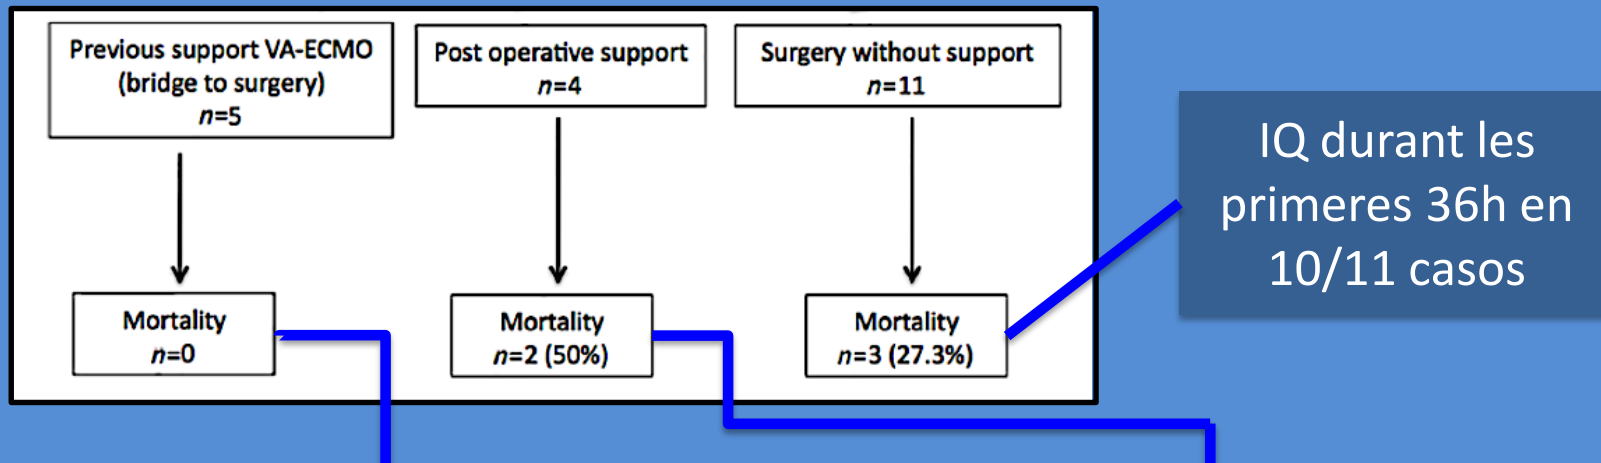 Previous support VA-ECMO
(bridge to surgery)
n=5
Post operative support
n=4
Surgery without support
n=11
Mortality
n=0
Mortality
n=2 (50%)
Mortality
n=3 (27.3%)
IQ durant les
primeres 36h en
10/11 casos